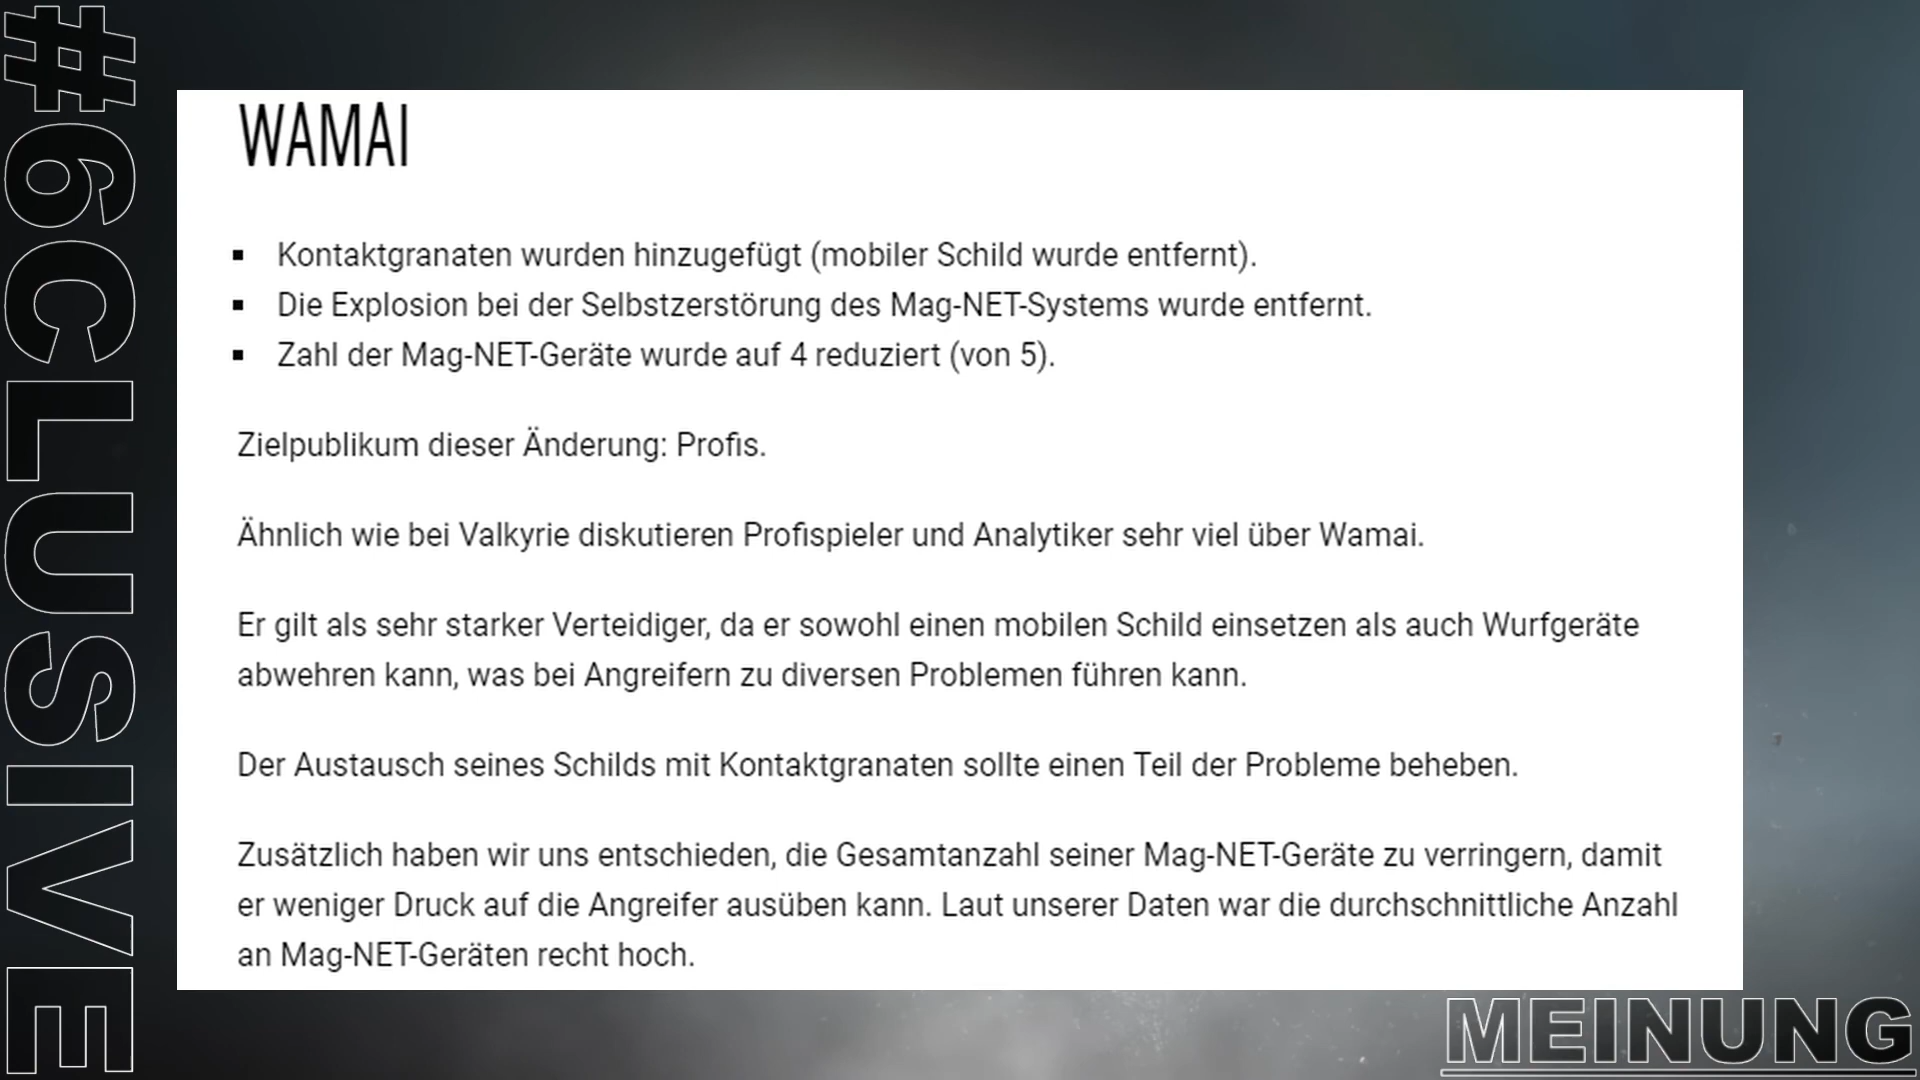 #6CLUSIVE
WAMAI
▪ Kontaktgranaten wurden hinzugefügt (mobiler Schild wurde entfernt).
▪ Die Explosion bei der Selbstzerstörung des Mag-NET-Systems wurde entfernt.
▪ Zahl der Mag-NET-Geräte wurde auf 4 reduziert (von 5).
Zielpublikum dieser Änderung: Profis.
Ähnlich wie bei Valkyrie diskutieren Profispieler und Analytiker sehr viel über Wamai.
Er gilt als sehr starker Verteidiger, da er sowohl einen mobilen Schild einsetzen als auch Wurfgeräte
abwehren kann, was bei Angreifern zu diversen Problemen führen kann.
Der Austausch seines Schilds mit Kontaktgranaten sollte einen Teil der Probleme beheben.
Zusätzlich haben wir uns entschieden, die Gesamtanzahl seiner Mag-NET-Geräte zu verringern, damit
er weniger Druck auf die Angreifer ausüben kann. Laut unserer Daten war die durchschnittliche Anzahl
an Mag-NET-Geräten recht hoch.
MEINUNG